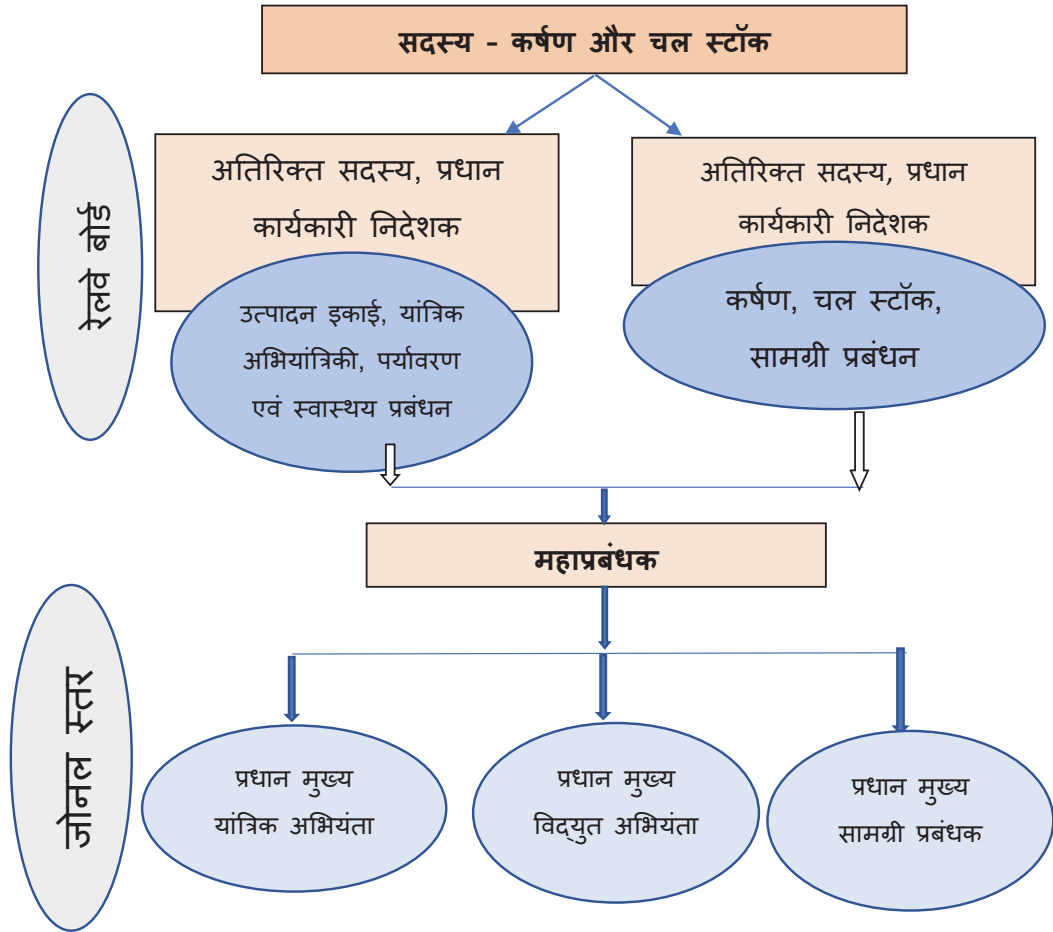 सदस्य - कर्षण और चल स्टॉक
रेलवे बोर्ड
अतिरिक्त सदस्य, प्रधान
कार्यकारी निदेशक
उत्पादन इकाई, यांत्रिक
अभियांत्रिकी, पर्यावरण
एवं स्वास्थय प्रबंधन
अतिरिक्त सदस्य, प्रधान
कार्यकारी निदेशक
कर्षण, चल स्टॉक,
सामग्री प्रबंधन
महाप्रबंधक
जोनल स्तर
प्रधान मुख्य
यांत्रिक अभियंता
प्रधान मुख्य
विद्युत अभियंता
प्रधान मुख्य
सामग्री प्रबंधक